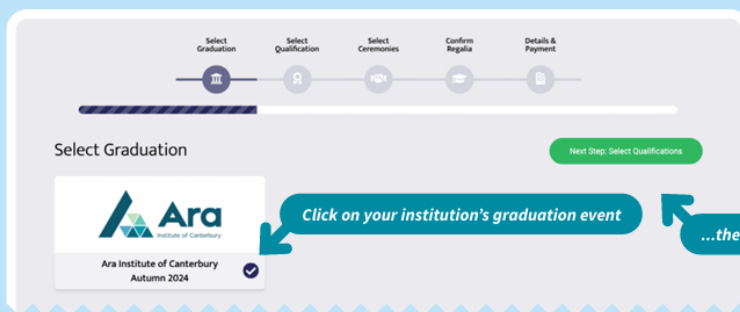 Select
Graduation
Select
Qualification
Select
Ceremonies
Confirm
Regalia
Details &
Payment
Select Graduation
Next Step: Select Qualifications
Ara
Institute of Canterbury
Click on your institution's graduation event
...the
Ara Institute of Canterbury
Autumn 2024